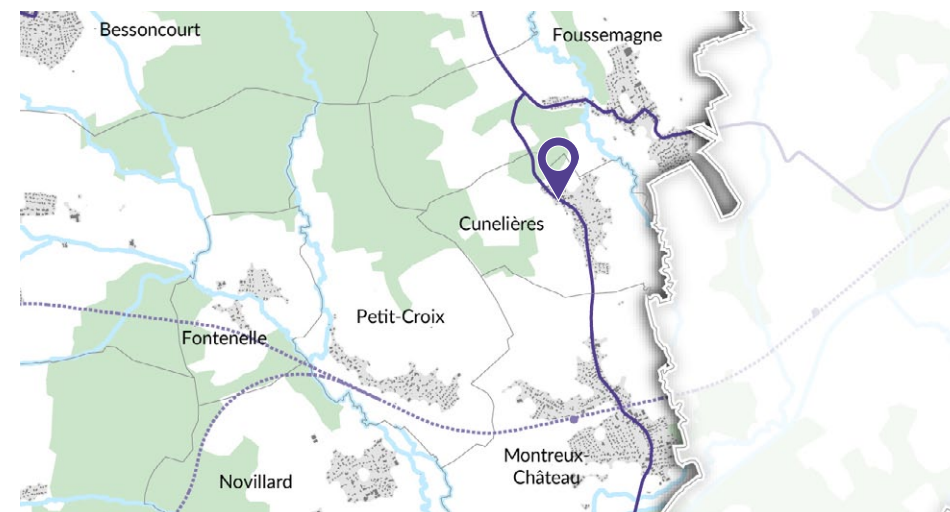 Bessoncourt
Foussemagne
Cunelières
Petit-Croix
Fontenelle
Montreux
Château
Novillard